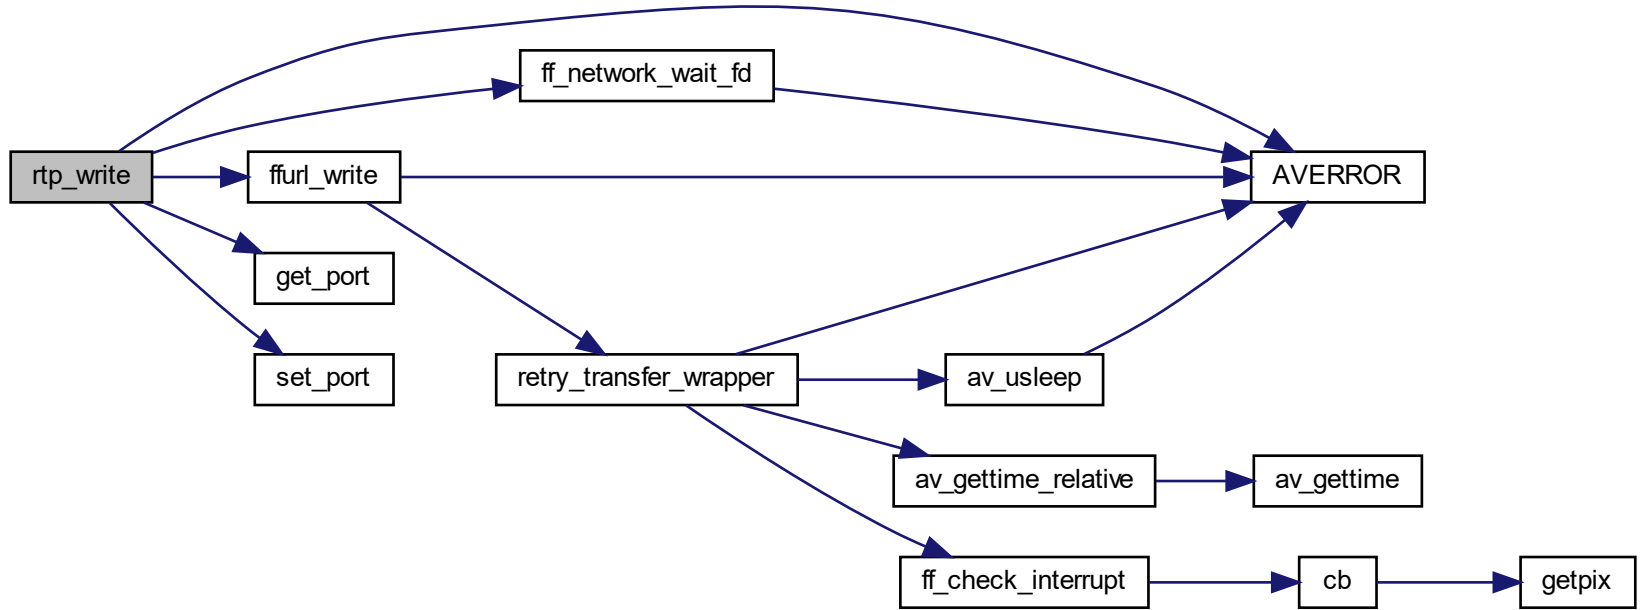 ff_network_wait_fd
rtp_write
ffurl_write
AVERROR
get_port
set_port
retry_transfer_wrapper
av_usleep
av_gettime_relative
av_gettime
ff_check_interrupt
cb
getpix